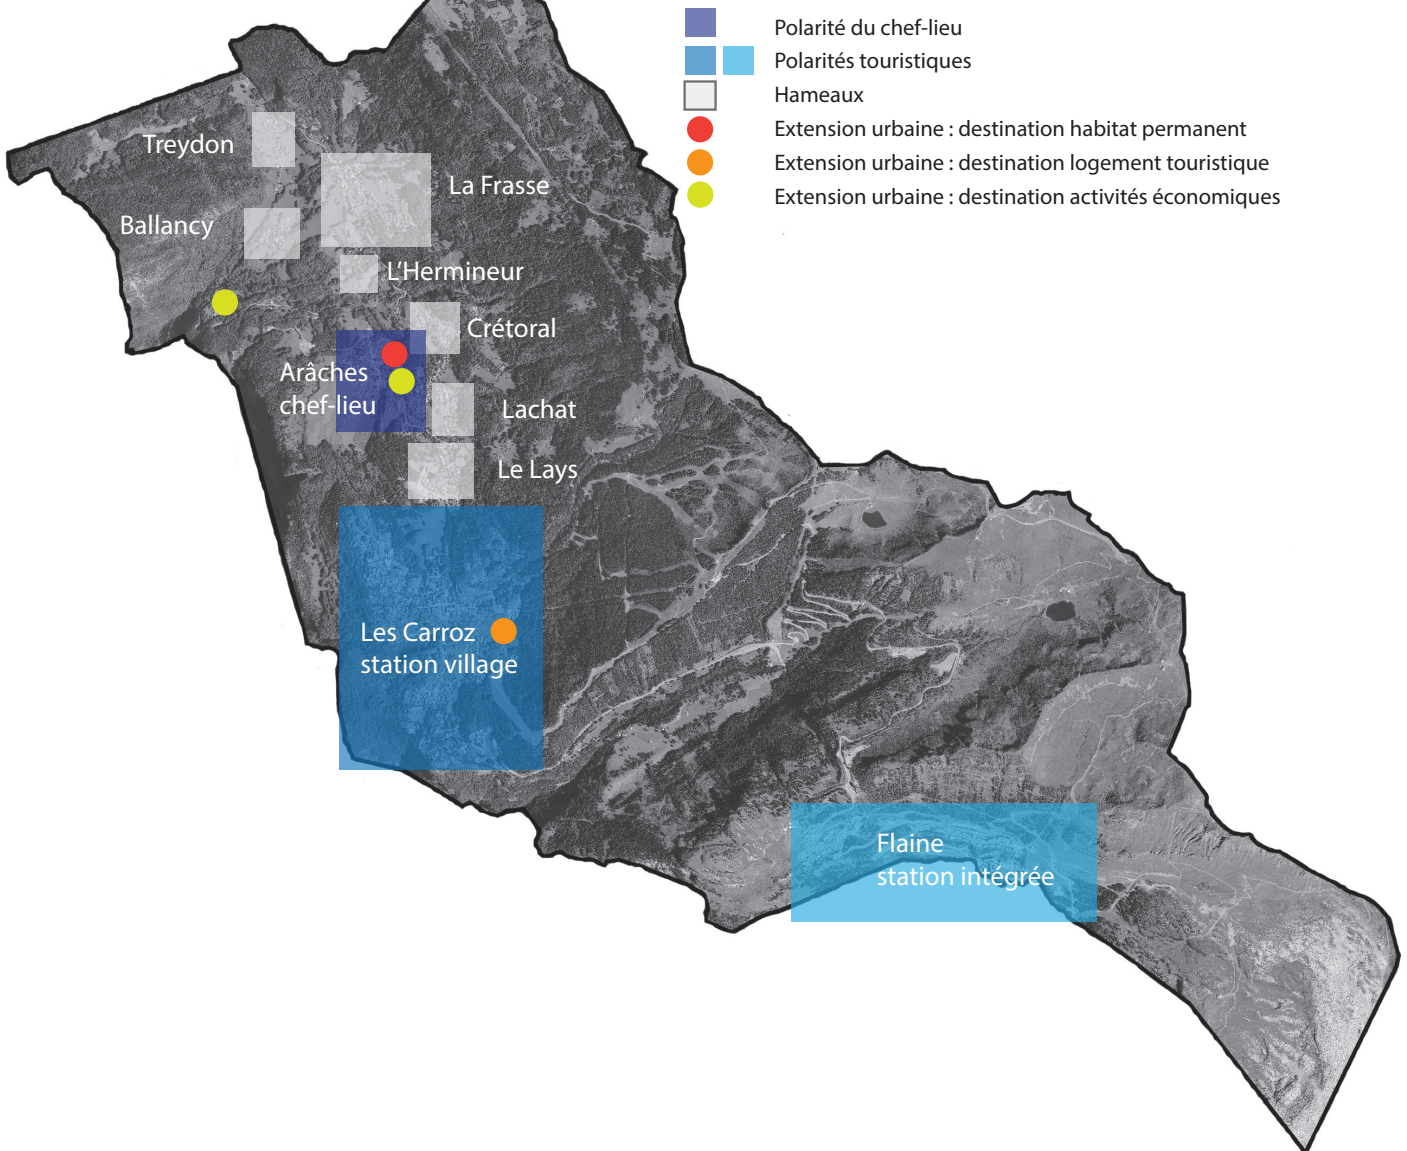 Polarité du chef-lieu
Polarités touristiques
Hameaux
Extension urbaine : destination habitat permanent
Extension urbaine : destination logement touristique
Extension urbaine : destination activités économiques
Treydon
La Frasse
Ballancy
L'Hermineur
Crétoral
Arâches
chef-lieu
Lachat
Le Lays
Les Carroz
station village
Flaine
station intégrée